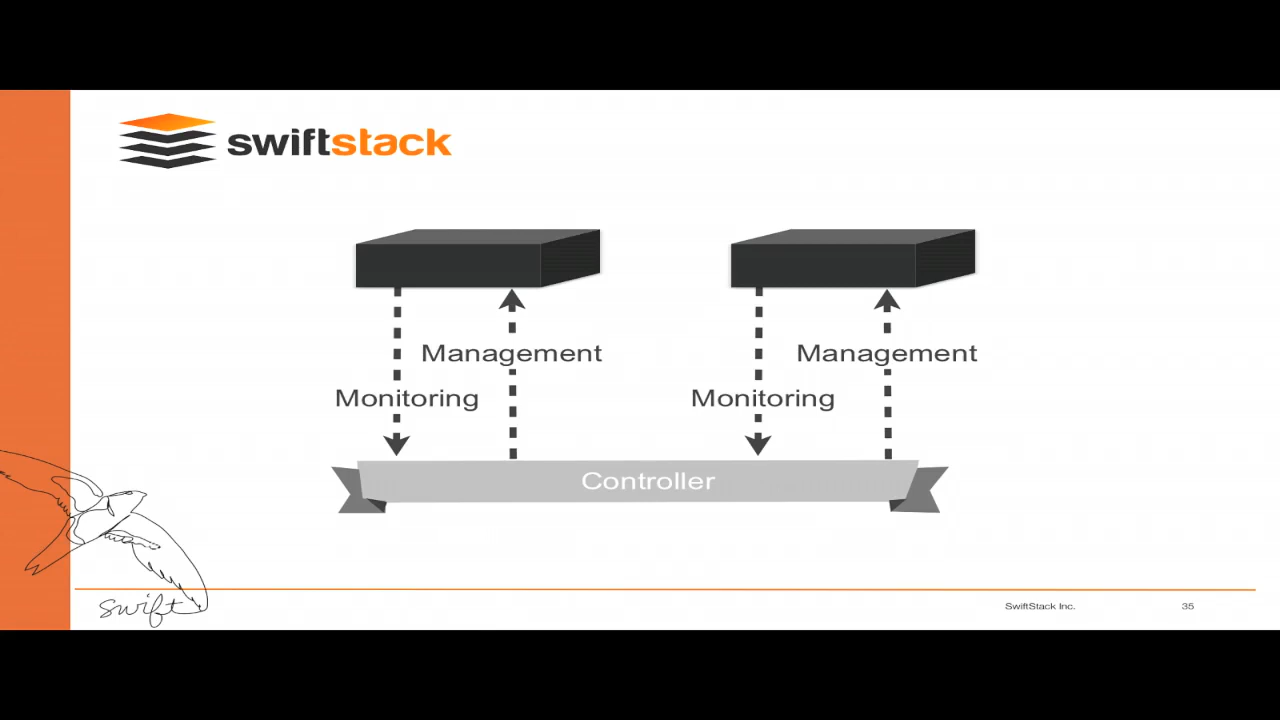 swiftstack
Management
Management
Monitoring
Monitoring
Controller
swift
SwiftStack Inc.
35